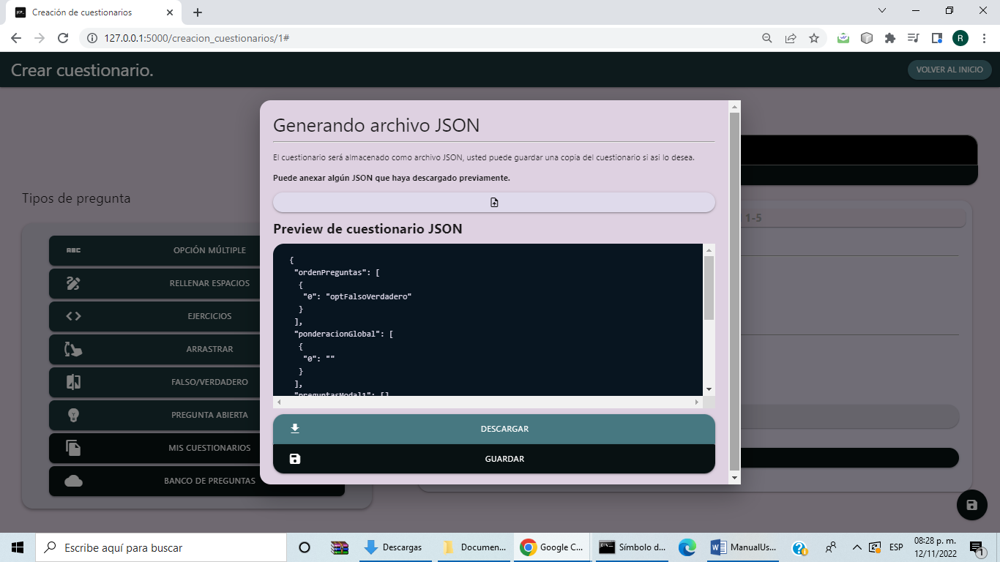 Creación de cuestionarios
127.0.0.1:5000/creacion_cuestionarios/1#
R
Crear cuestionario.
VOLVER AL INICIO
Generando archivo JSON
El cuestionario será almacenado como archivo JSON, usted puede guardar una copia del cuestionario si así lo desea.
Puede anexar algún JSON que haya descargado previamente.
Tipos de pregunta
1-5
Preview de cuestionario JSON
ABC OPCIÓN MÚLTIPLE
RELLENAR ESPACIOS
EJERCICIOS
ARRASTRAR
FALSO/VERDADERO
PREGUNTA ABIERTA
MIS CUESTIONARIOS
BANCO DE PREGUNTAS
{
"ordenPreguntas": [
{
"0": "optFalsoVerdadero"
}
],
"ponderacionGlobal": [
{
"0": ""
}
],
"preguntasModal1": []
DESCARGAR
GUARDAR
Escribe aquí para buscar
Descargas
Documen...
Google C...
Símbolo d...
ManualUs...
ESP
08:28 p. m.
12/11/2022
1